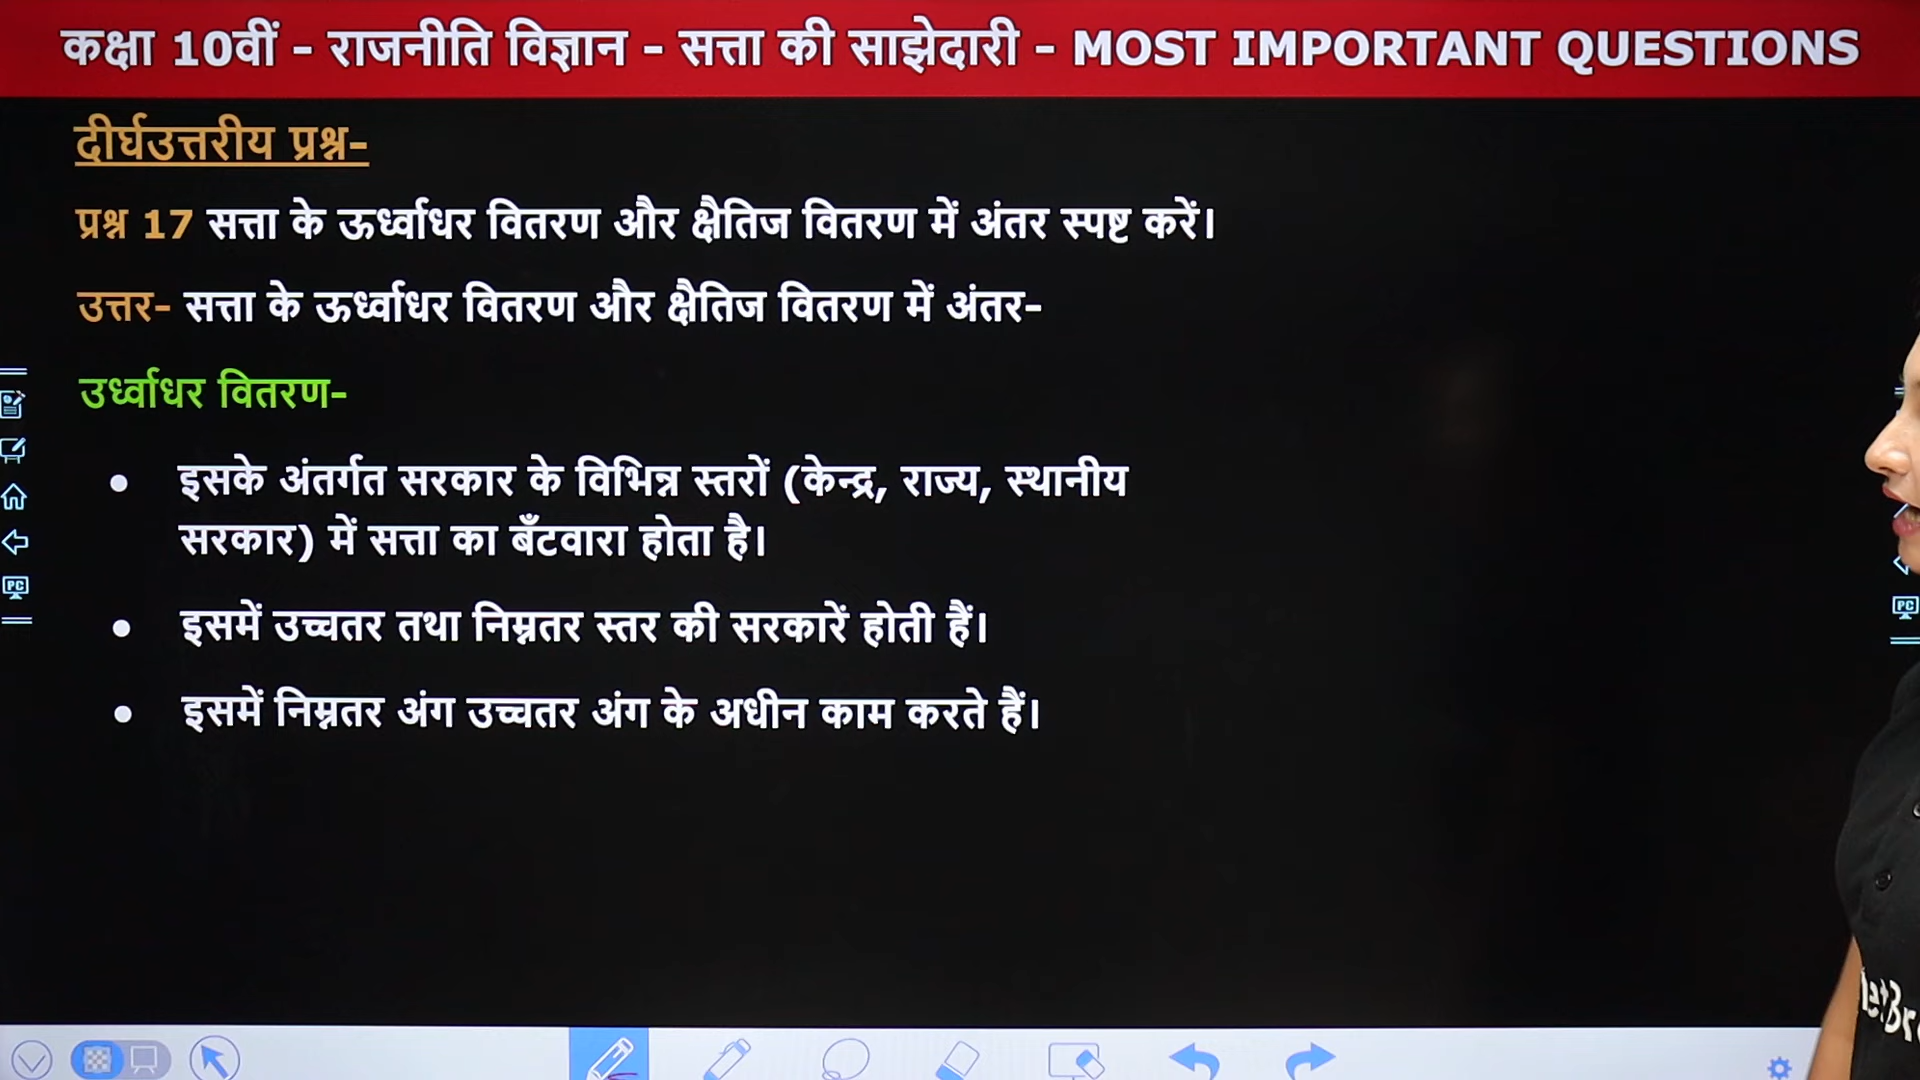 कक्षा 10वीं - राजनीति विज्ञान - सत्ता की साझेदारी - MOST IMPORTANT QUESTIONS
दीर्घउत्तरीय प्रश्न-
प्रश्न 17 सत्ता के ऊर्ध्वाधर वितरण और क्षैतिज वितरण में अंतर स्पष्ट करें।
उत्तर- सत्ता के ऊर्ध्वाधर वितरण और क्षैतिज वितरण में अंतर-
उर्ध्वाधर वितरण-
• इसके अंतर्गत सरकार के विभिन्न स्तरों (केन्द्र, राज्य, स्थानीय
सरकार) में सत्ता का बँटवारा होता है।
• इसमें उच्चतर तथा निम्नतर स्तर की सरकारें होती हैं।
• इसमें निम्नतर अंग उच्चतर अंग के अधीन काम करते हैं।
PC
PC